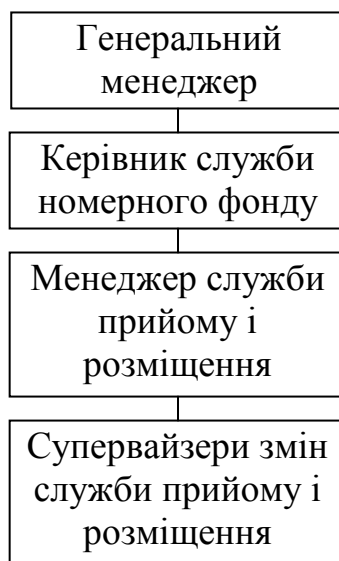 Генеральний
менеджер
Керівник служби
номерного фонду
Менеджер служби
прийому і
розміщення
Супервайзери змін
служби прийому і
розміщення